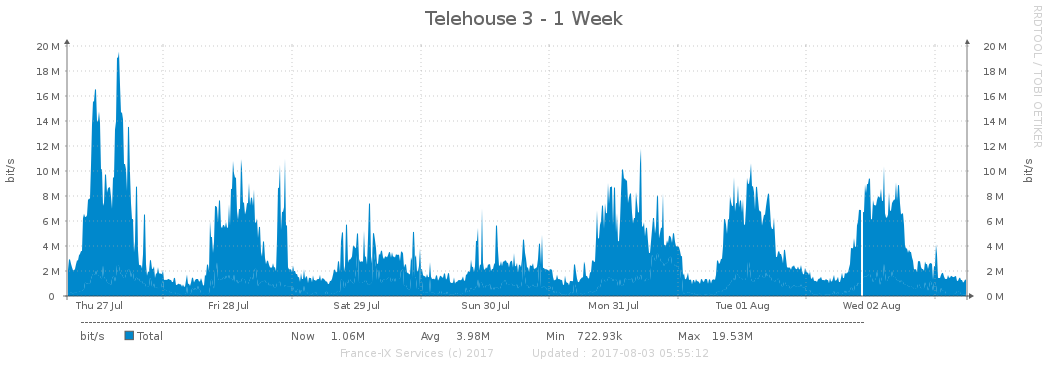 Telehouse 3 - 1 Week
RRDTOOL / TOBI OETIKER
20 M 20 M
18 M 18 M
16 M 16 M
14 M 14 M
12 M 12 M
10 M 10 M
8 M 8 M
6 M 6 M
4 M 4 M
2 M 2 M
0 0 M
bit/s
bit/s
Thu 27 Jul Fri 28 Jul Sat 29 Jul Sun 30 Jul Mon 31 Jul Tue 01 Aug Wed 02 Aug
bit/s Total Now 1.06M Avg 3.98M Min 722.93k Max 19.53M
France-IX Services (c) 2017 Updated : 2017-08-03 05:55:12